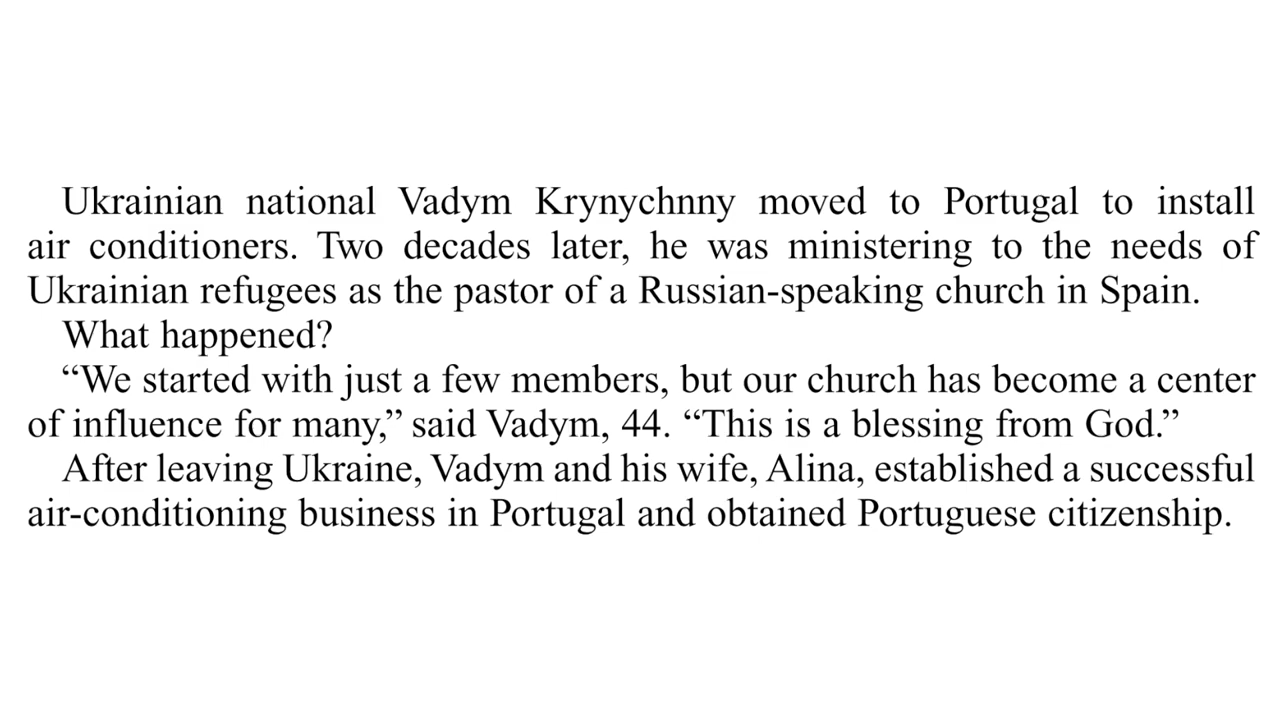 Ukrainian national Vadym Krynychnny moved to Portugal to install
air conditioners. Two decades later, he was ministering to the needs of
Ukrainian refugees as the pastor of a Russian-speaking church in Spain.
What happened?
“We started with just a few members, but our church has become a center
of influence for many,” said Vadym, 44. “This is a blessing from God.”
After leaving Ukraine, Vadym and his wife, Alina, established a successful
air-conditioning business in Portugal and obtained Portuguese citizenship.